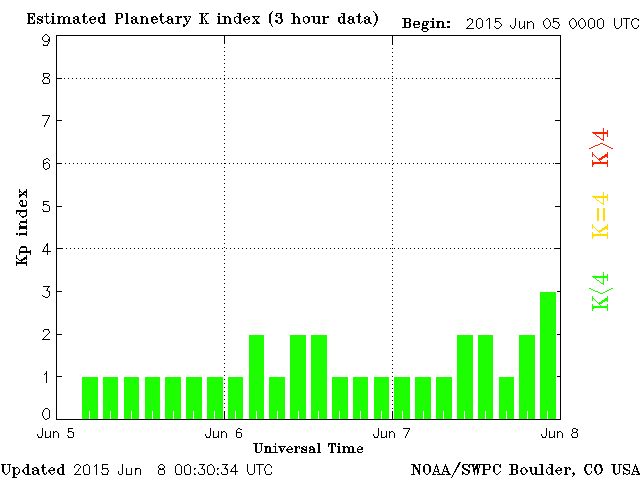 Estimated Planetary K index (3 hour data) Begin: 2015 Jun 05 0000 UTC
9
8
7
6
5
4
3
2
1
0
Kp index
K>4
K=4
K<4
Jun 5 Jun 6 Jun 7 Jun 8
Universal Time
Updated 2015 Jun 8 00:30:34 UTC NOAA/SWPC Boulder, CO USA